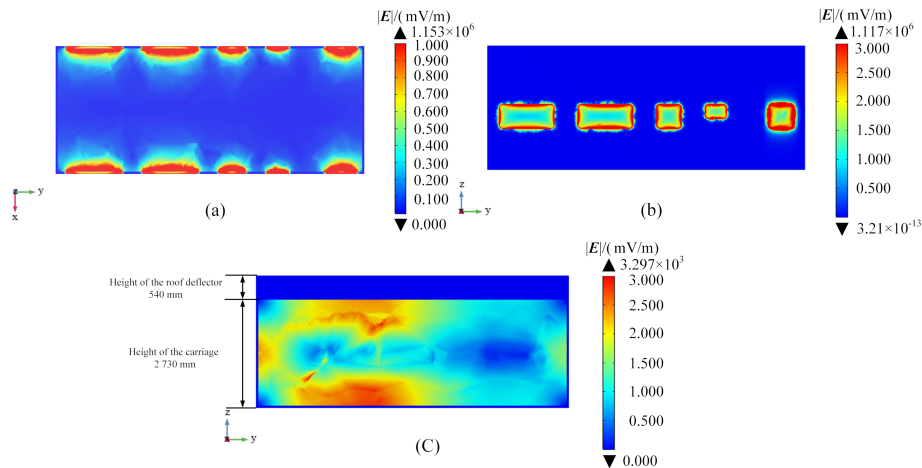 |E|/( mV/m)
▲ 1.153×10⁶
1.000
0.900
0.800
0.700
0.600
0.500
0.400
0.300
0.200
0.100
▼ 0.000
z y
x
(a)
|E|/( mV/m)
▲ 1.117×10⁶
3.000
2.500
2.000
1.500
1.000
0.500
▼ 3.21×10⁻¹³
z
x y
(b)
|E|/( mV/m)
▲ 3.297×10³
3.000
2.500
2.000
1.500
1.000
0.500
▼ 0.000
Height of the roof deflector
540 mm
Height of the carriage
2 730 mm
z
x y
(C)